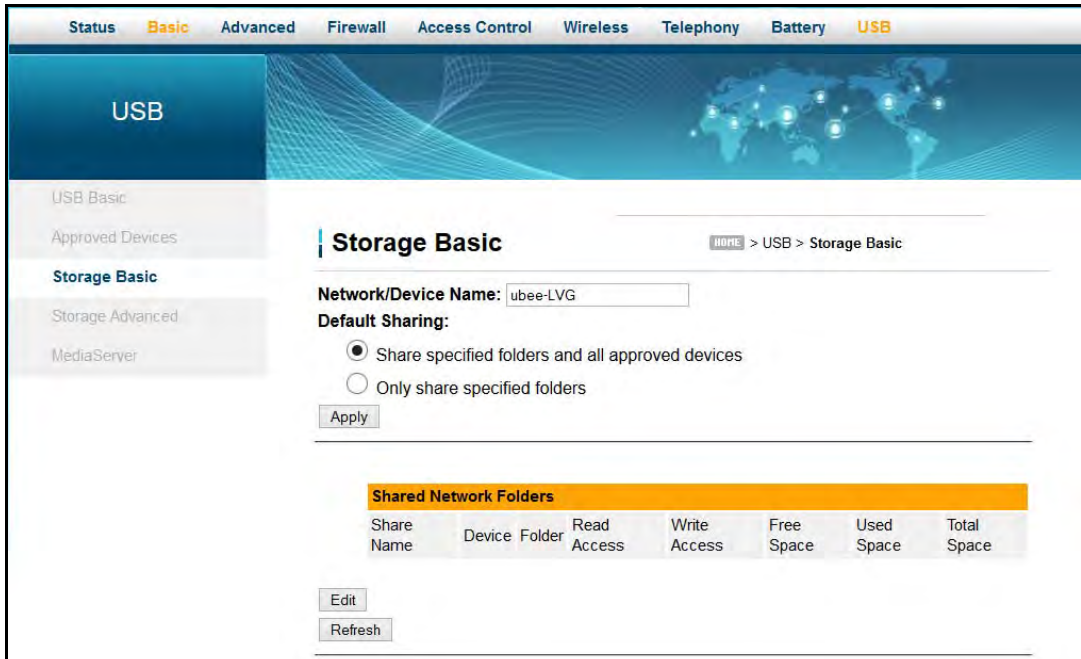 Status Basic Advanced Firewall Access Control Wireless Telephony Battery USB
USB
USB Basic
Approved Devices
Storage Basic
Storage Advanced
MediaServer
Storage Basic
HOME > USB > Storage Basic
Network/Device Name: ubee-LVG
Default Sharing:
Share specified folders and all approved devices
Only share specified folders
Apply
Shared Network Folders
Share Name Device Folder Read Access Write Access Free Space Used Space Total Space
Edit
Refresh